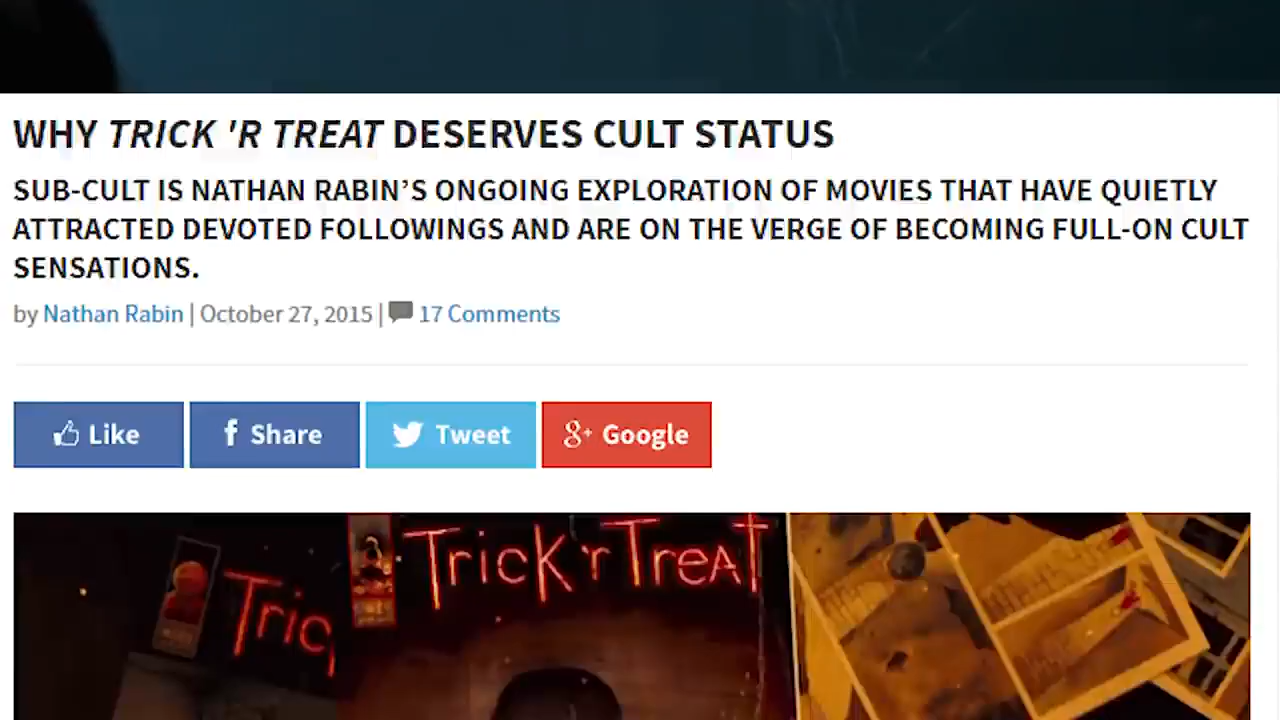 WHY TRICK 'R TREAT DESERVES CULT STATUS
SUB-CULT IS NATHAN RABIN’S ONGOING EXPLORATION OF MOVIES THAT HAVE QUIETLY
ATTRACTED DEVOTED FOLLOWINGS AND ARE ON THE VERGE OF BECOMING FULL-ON CULT
SENSATIONS.
by Nathan Rabin | October 27, 2015 | 17 Comments
Like Share Tweet Google
Trick 'r Treat
Tric